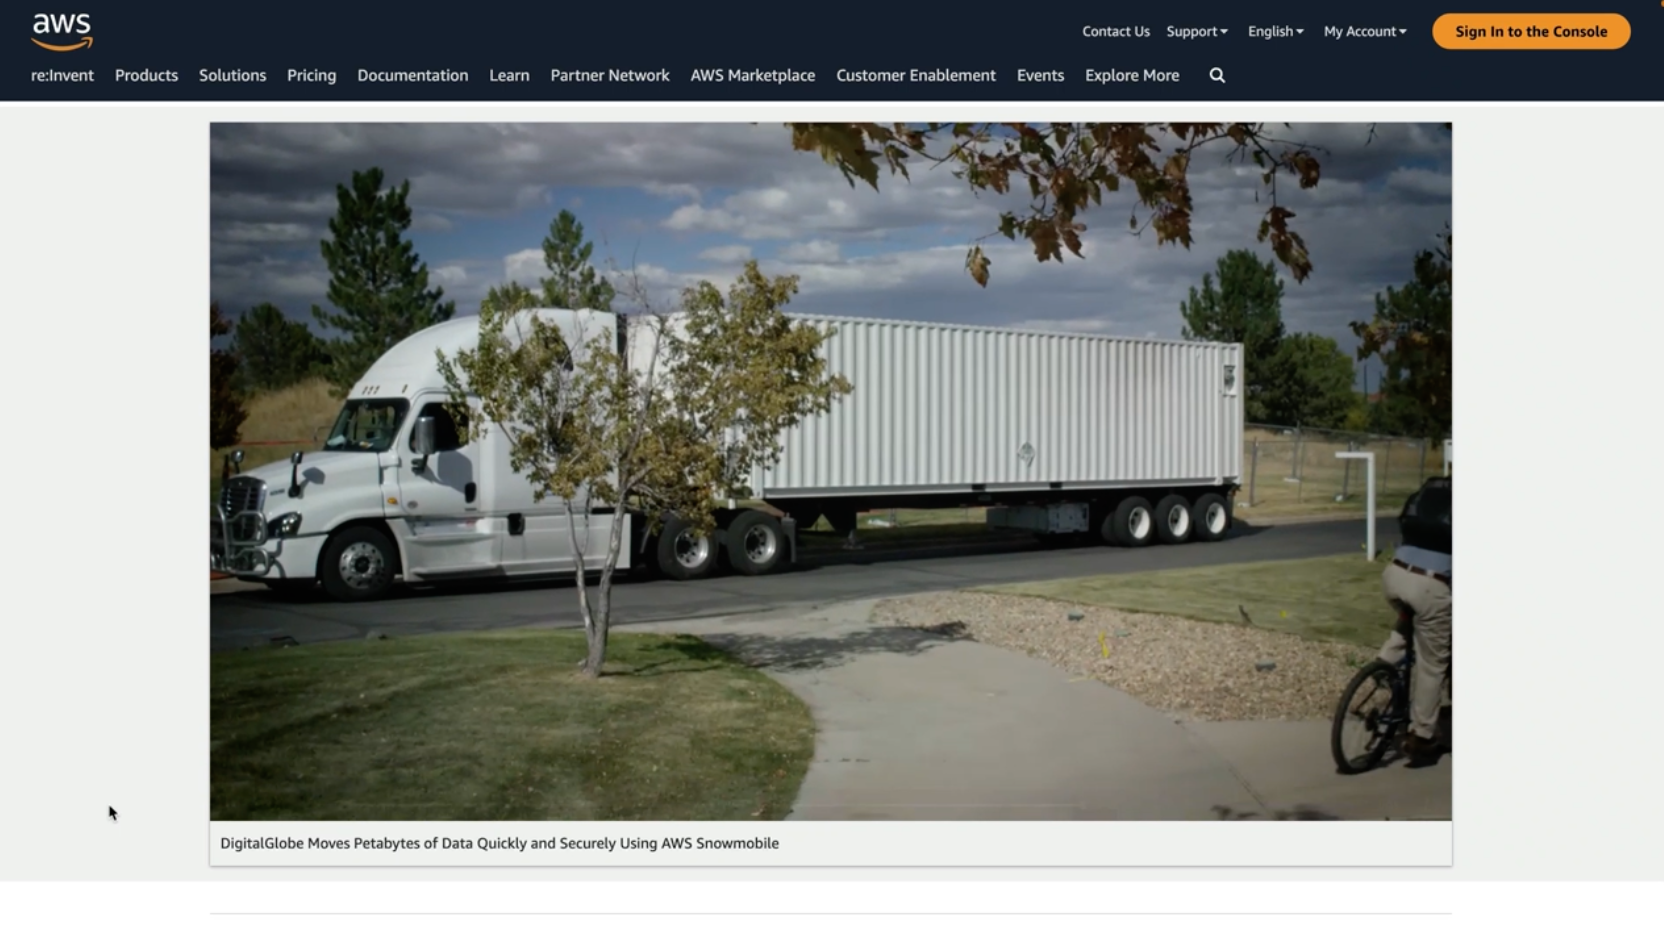 aws
Contact Us Support English My Account Sign In to the Console
re:Invent Products Solutions Pricing Documentation Learn Partner Network AWS Marketplace Customer Enablement Events Explore More
DigitalGlobe Moves Petabytes of Data Quickly and Securely Using AWS Snowmobile